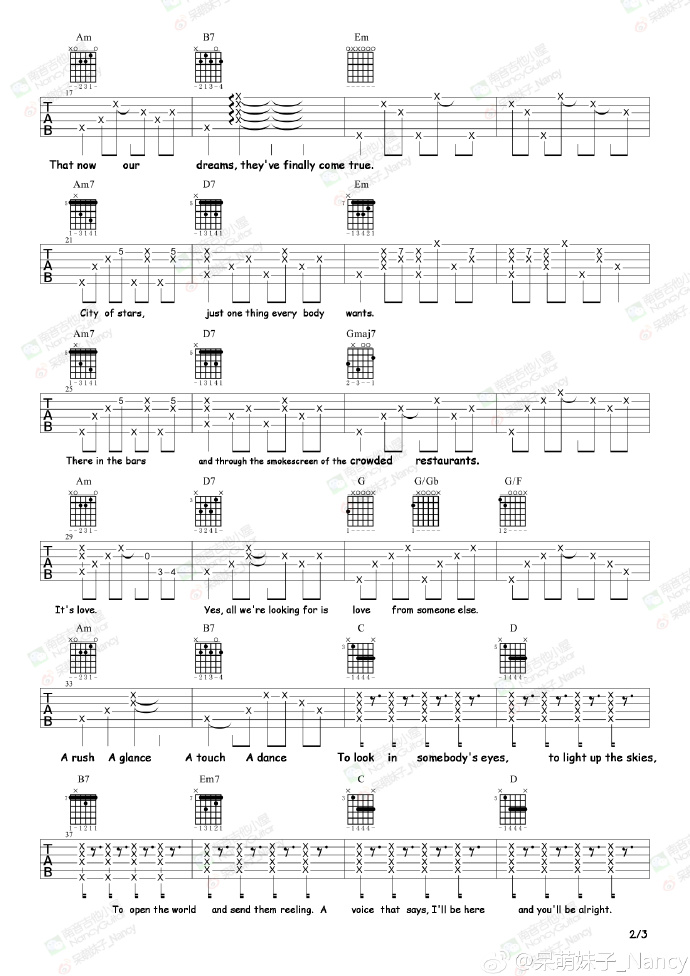 Am B7 Em
17
That now our dreams, they've finally come true.
Am7 D7 Em
21
City of stars, just one thing every body wants.
Am7 D7 Gmaj7
25
There in the bars and through the smokescreen of the crowded restaurants.
Am D7 G G/Gb G/F
29
It's love. Yes, all we're looking for is love from someone else.
Am B7 C D
33
A rush A glance A touch A dance To look in somebody's eyes, to light up the skies,
B7 Em7 C D
37
To open the world and send them reeling. A voice that says, I'll be here and you'll be alright.
2/3
@呆萌妹子_Nancy